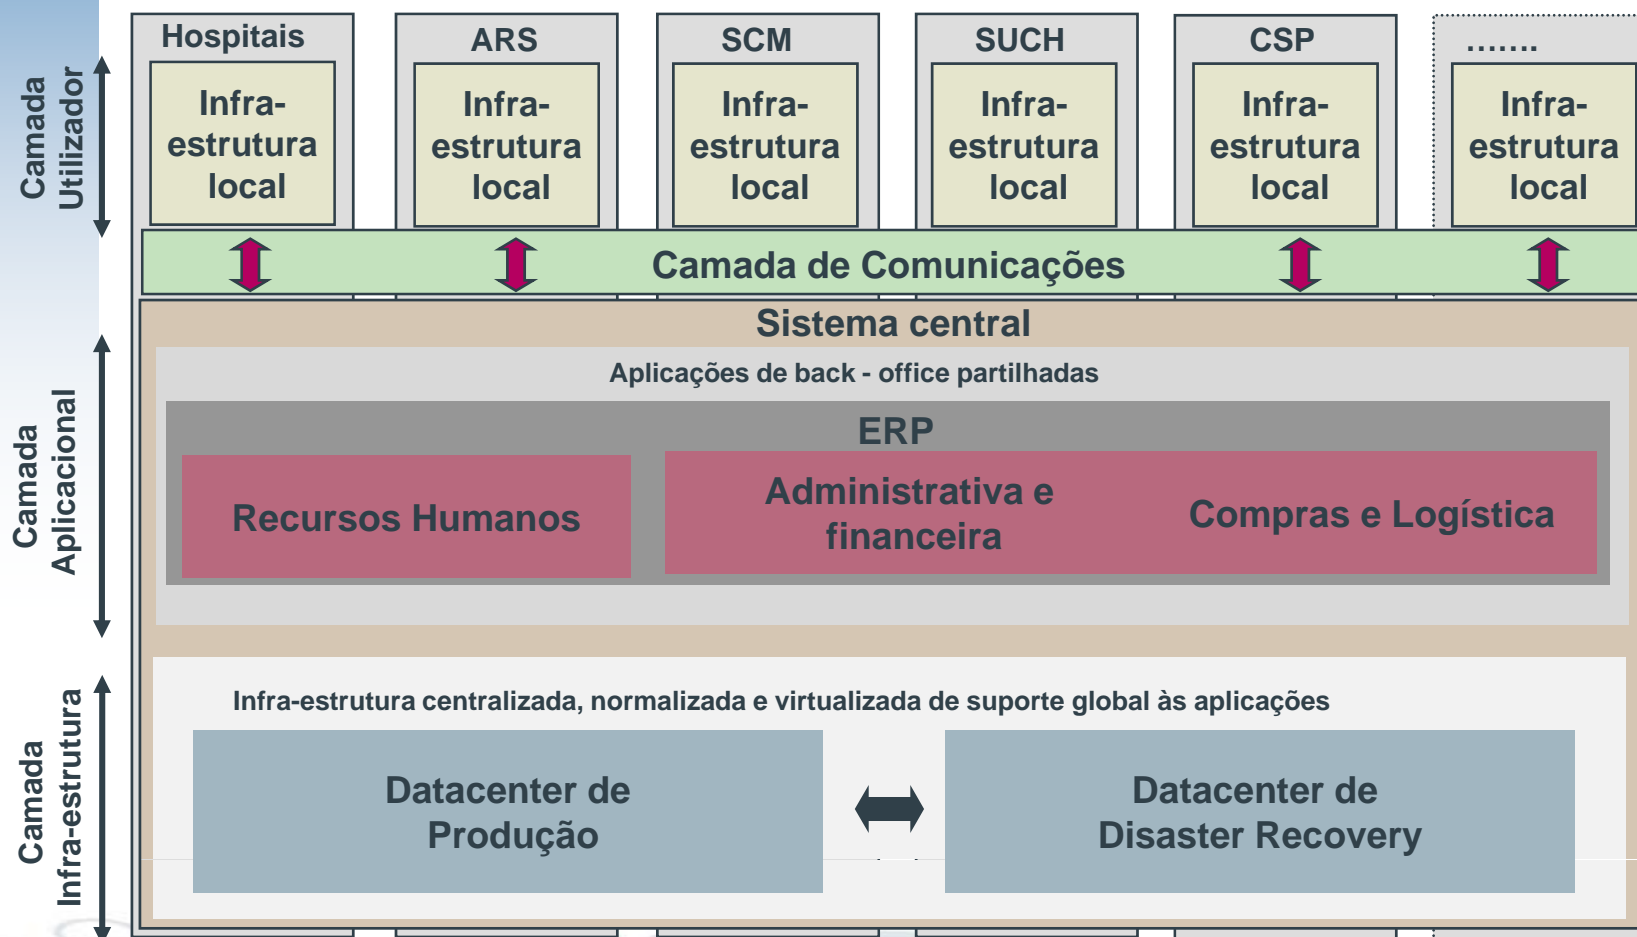 Hospitais
ARS
SCM
SUCH
CSP
.......
Camada
Utilizador
Infra-
estrutura
local
Infra-
estrutura
local
Infra-
estrutura
local
Infra-
estrutura
local
Infra-
estrutura
local
Infra-
estrutura
local
Camada de Comunicações
Sistema central
Camada
Aplicacional
Aplicações de back - office partilhadas
ERP
Recursos Humanos
Administrativa e
financeira
Compras e Logística
Camada
Infra-estrutura
Infra-estrutura centralizada, normalizada e virtualizada de suporte global às aplicações
Datacenter de
Produção
Datacenter de
Disaster Recovery